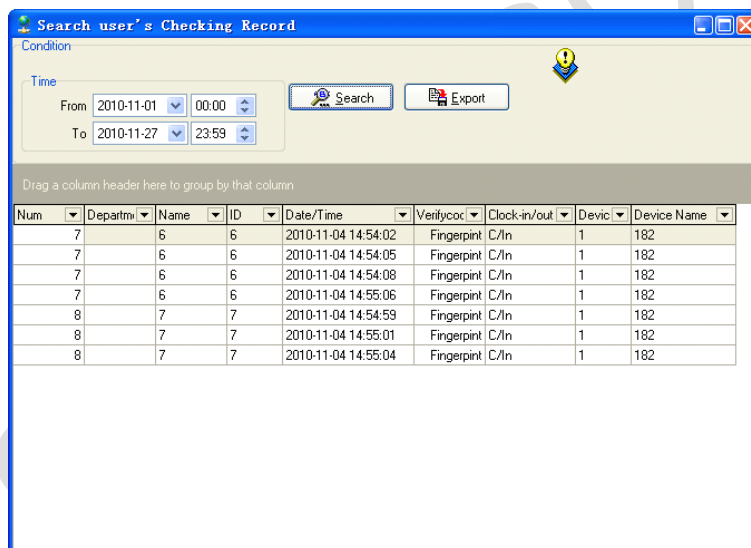 Search user's Checking Record
Condition
Time
From 2010-11-01 00:00 Search Export
To 2010-11-27 23:59
Drag a column header here to group by that column
Num Departm Name ID Date/Time Verifycoc Clock-in/out Devic Device Name
7 6 6 2010-11-04 14:54:02 Fingerpint C/In 1 182
7 6 6 2010-11-04 14:54:05 Fingerpint C/In 1 182
7 6 6 2010-11-04 14:54:08 Fingerpint C/In 1 182
7 6 6 2010-11-04 14:55:06 Fingerpint C/In 1 182
8 7 7 2010-11-04 14:54:59 Fingerpint C/In 1 182
8 7 7 2010-11-04 14:55:01 Fingerpint C/In 1 182
8 7 7 2010-11-04 14:55:04 Fingerpint C/In 1 182